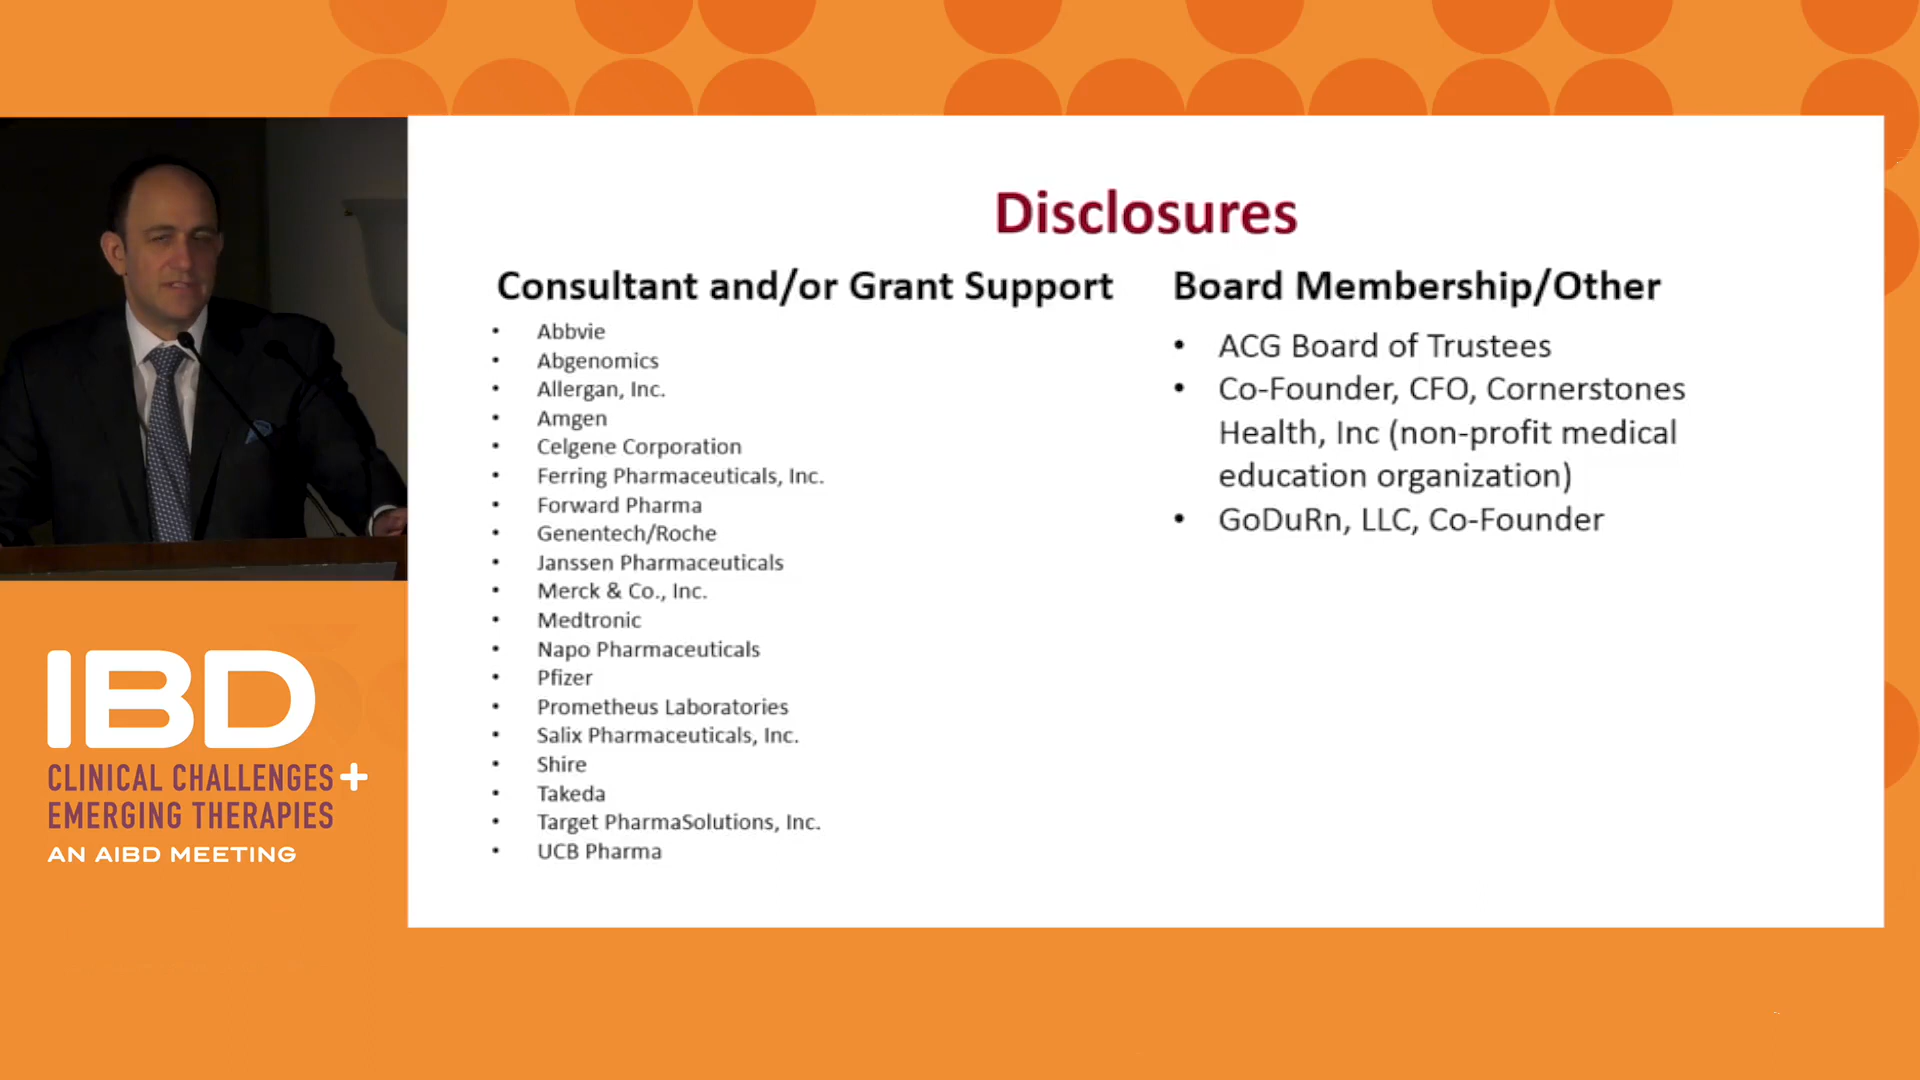 Disclosures
Consultant and/or Grant Support
• Abbvie
• Abgenomics
• Allergan, Inc.
• Amgen
• Celgene Corporation
• Ferring Pharmaceuticals, Inc.
• Forward Pharma
• Genentech/Roche
• Janssen Pharmaceuticals
• Merck & Co., Inc.
• Medtronic
• Napo Pharmaceuticals
• Pfizer
• Prometheus Laboratories
• Salix Pharmaceuticals, Inc.
• Shire
• Takeda
• Target PharmaSolutions, Inc.
• UCB Pharma
Board Membership/Other
• ACG Board of Trustees
• Co-Founder, CFO, Cornerstones
Health, Inc (non-profit medical
education organization)
• GoDuRn, LLC, Co-Founder
IBD
CLINICAL CHALLENGES +
EMERGING THERAPIES
AN AIBD MEETING